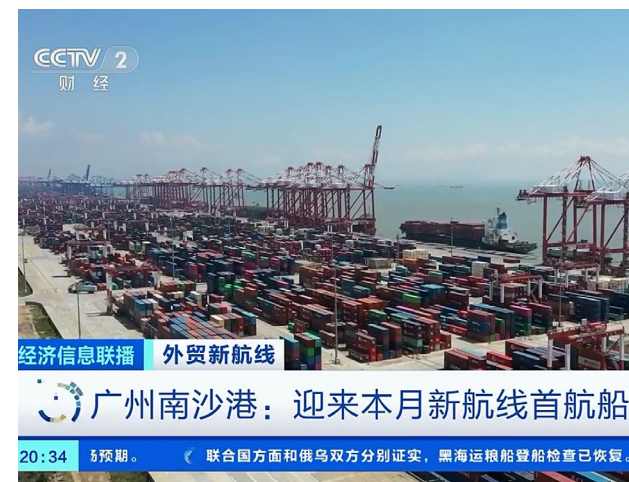 CCTV 2
财经
经济信息联播 外贸新航线
广州南沙港：迎来本月新航线首航船
20:34 场预期。 联合国方面和俄乌双方分别证实，黑海运粮船登船检查已恢复。